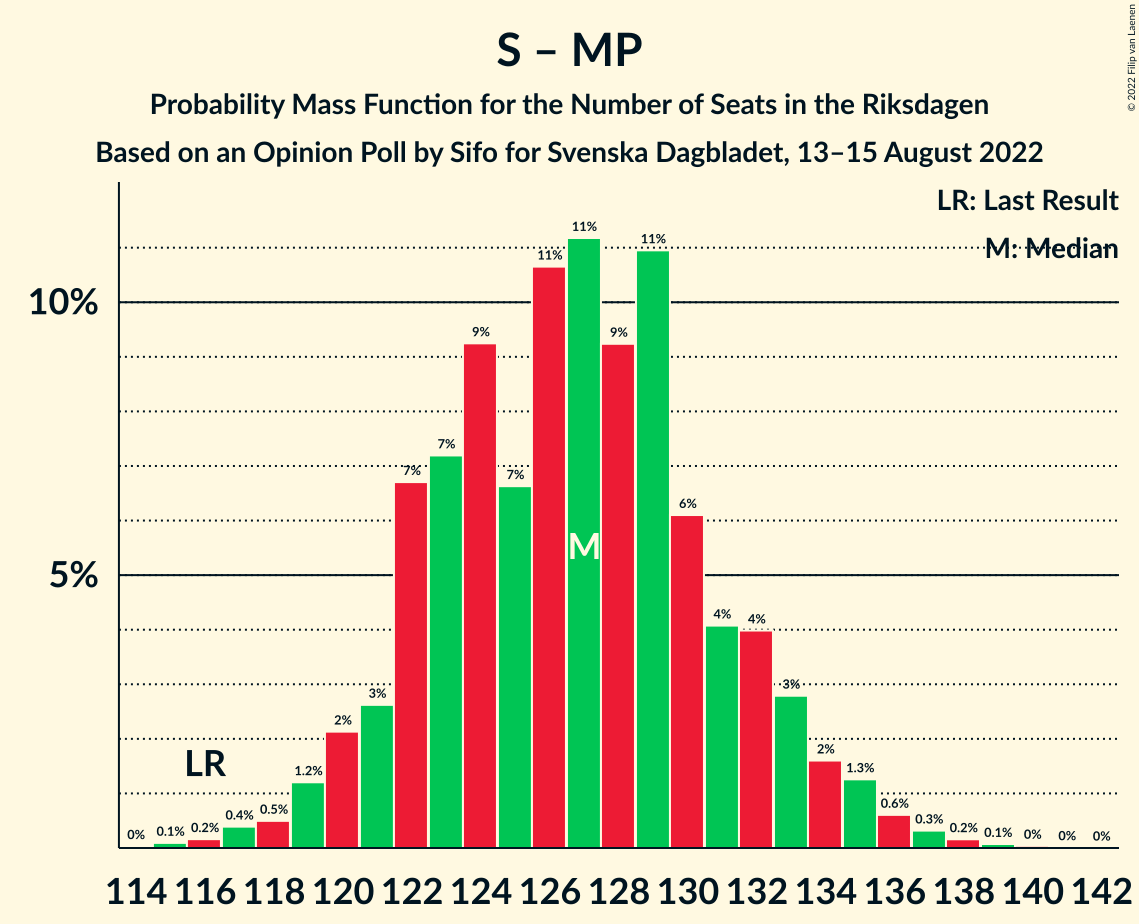 S – MP
Probability Mass Function for the Number of Seats in the Riksdagen
Based on an Opinion Poll by Sifo for Svenska Dagbladet, 13–15 August 2022
© 2022 Filip van Laenen
LR: Last Result
M: Median
10%
5%
0% 0.1% 0.2% 0.4% 0.5% 1.2% 2% 3% 7% 7% 9% 7% 11% 11% 9% 11% 6% 4% 4% 3% 2% 1.3% 0.6% 0.3% 0.2% 0.1% 0% 0% 0%
LR
M
114 116 118 120 122 124 126 128 130 132 134 136 138 140 142